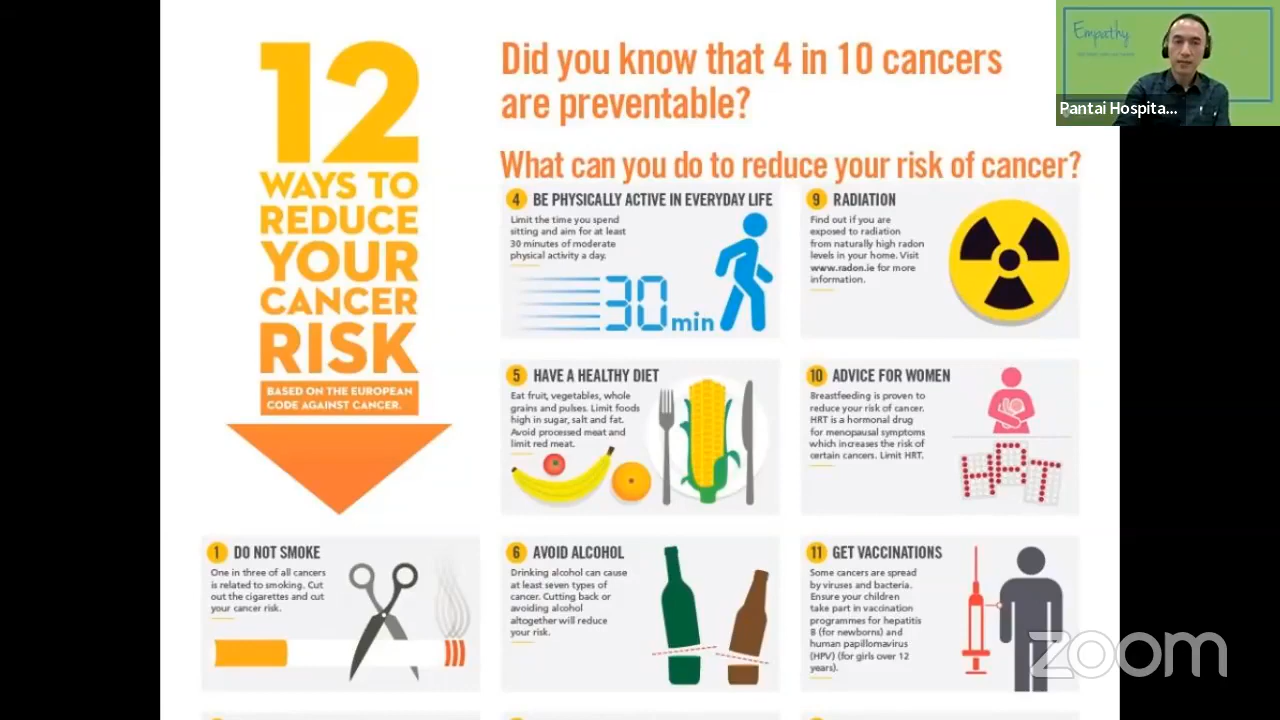 12
WAYS TO
REDUCE
YOUR
CANCER
RISK
BASED ON THE EUROPEAN
CODE AGAINST CANCER.
Did you know that 4 in 10 cancers
are preventable?
What can you do to reduce your risk of cancer?
1 DO NOT SMOKE
One in three of all cancers
is related to smoking. Cut
out the cigarettes and cut
your cancer risk.
4 BE PHYSICALLY ACTIVE IN EVERYDAY LIFE
Limit the time you spend
sitting and aim for at least
30 minutes of moderate
physical activity a day.
30 min
5 HAVE A HEALTHY DIET
Eat fruit, vegetables, whole
grains and pulses. Limit foods
high in sugar, salt and fat.
Avoid processed meat and
limit red meat.
6 AVOID ALCOHOL
Drinking alcohol can cause
at least seven types of
cancer. Cutting back or
avoiding alcohol
altogether will reduce
your risk.
9 RADIATION
Find out if you are
exposed to radiation
from naturally high radon
levels in your home. Visit
www.radon.ie for more
information.
10 ADVICE FOR WOMEN
Breastfeeding is proven to
reduce your risk of cancer.
HRT is a hormonal drug
for menopausal symptoms
which increases the risk of
certain cancers. Limit HRT.
HRT
11 GET VACCINATIONS
Some cancers are spread
by viruses and bacteria.
Ensure your children
take part in vaccination
programmes for hepatitis
B (for newborns) and
human papillomavirus
(HPV) (for girls over 12
years).
Empathy
Pantai Hospita...
zoom